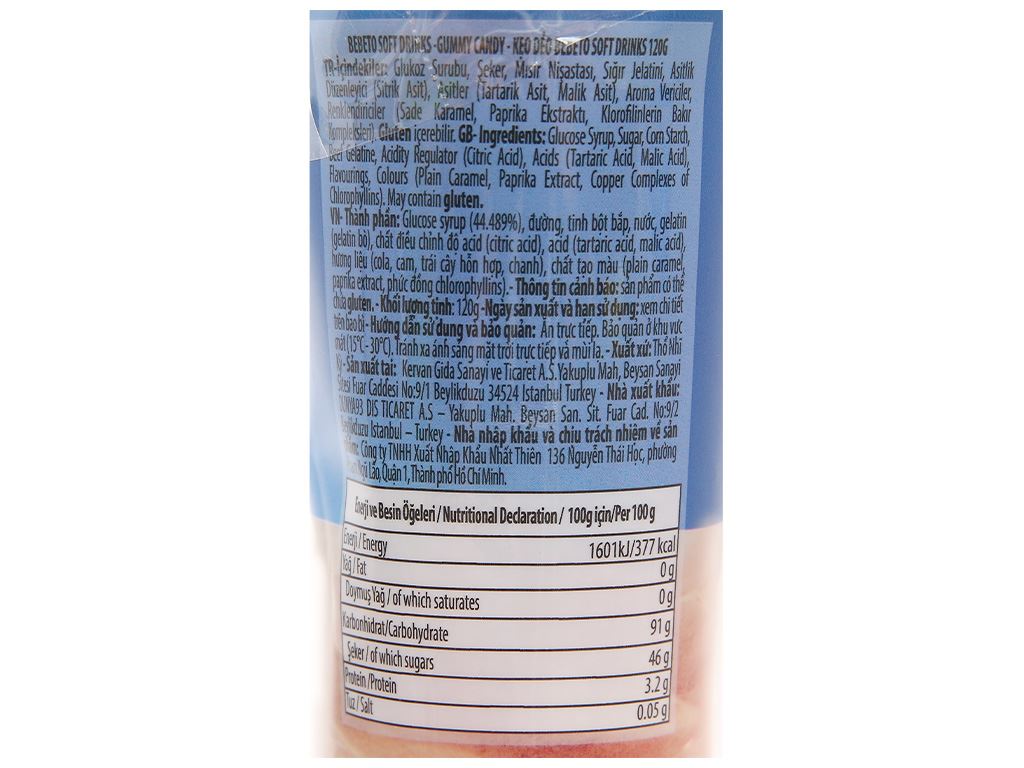 BEBETO SOFT DRINKS -GUMMY CANDY - KẸO DẺO BEBETO SOFT DRINKS 120G
TR-İçindekiler: Glukoz Şurubu, Şeker, Mısır Nişastası, Sığır Jelatini, Asitlik
Düzenleyici (Sitrik Asit), Asitler (Tartarik Asit, Malik Asit), Aroma Vericiler,
Renklendiriciler (Sade Karamel, Paprika Ekstraktı, Klorofilinlerin Bakır
Kompleksleri). Gluten içerebilir. GB- Ingredients: Glucose Syrup, Sugar, Corn Starch,
Beef Gelatine, Acidity Regulator (Citric Acid), Acids (Tartaric Acid, Malic Acid),
Flavourings, Colours (Plain Caramel, Paprika Extract, Copper Complexes of
Chlorophyllins). May contain gluten.
VN- Thành phần: Glucose syrup (44.489%), đường, tinh bột bắp, nước, gelatin
(gelatin bò), chất điều chỉnh độ acid (citric acid), acid (tartaric acid, malic acid),
hương liệu (cola, cam, trái cây hỗn hợp, chanh), chất tạo màu (plain caramel,
paprika extract, phức đồng chlorophyllins).- Thông tin cảnh báo: sản phẩm có thể
chứa gluten. - Khối lượng tịnh: 120g -Ngày sản xuất và hạn sử dụng: xem chi tiết
trên bao bì - Hướng dẫn sử dụng và bảo quản: Ăn trực tiếp. Bảo quản ở khu vực
mát (15°C - 30°C). Tránh xa ánh sáng mặt trời trực tiếp và mùi lạ. - Xuất xứ: Thổ Nhĩ
Kỳ - Sản xuất tại: Kervan Gida Sanayi ve Ticaret A.S. Yakuplu Mah, Beysan Sanayi
Sitesi Fuar Caddesi No:9/1 Beylikduzu 34524 Istanbul Turkey - Nhà xuất khẩu:
DUNYA93 DIS TICARET A.S – Yakuplu Mah. Beysan San. Sit. Fuar Cad. No:9/2
Beylikduzu Istanbul – Turkey - Nhà nhập khẩu và chịu trách nhiệm về sản
phẩm: Công ty TNHH Xuất Nhập Khẩu Nhất Thiên 136 Nguyễn Thái Học, phường
Phạm Ngũ Lão, Quận 1, Thành phố Hồ Chí Minh.
Enerji ve Besin Öğeleri / Nutritional Declaration / 100g için/Per 100 g
Enerji / Energy 1601kJ/377 kcal
Yağ / Fat 0 g
Doymuş Yağ / of which saturates 0 g
Karbonhidrat/Carbohydrate 91 g
Şeker / of which sugars 46 g
Protein /Protein 3.2 g
Tuz / Salt 0.05 g